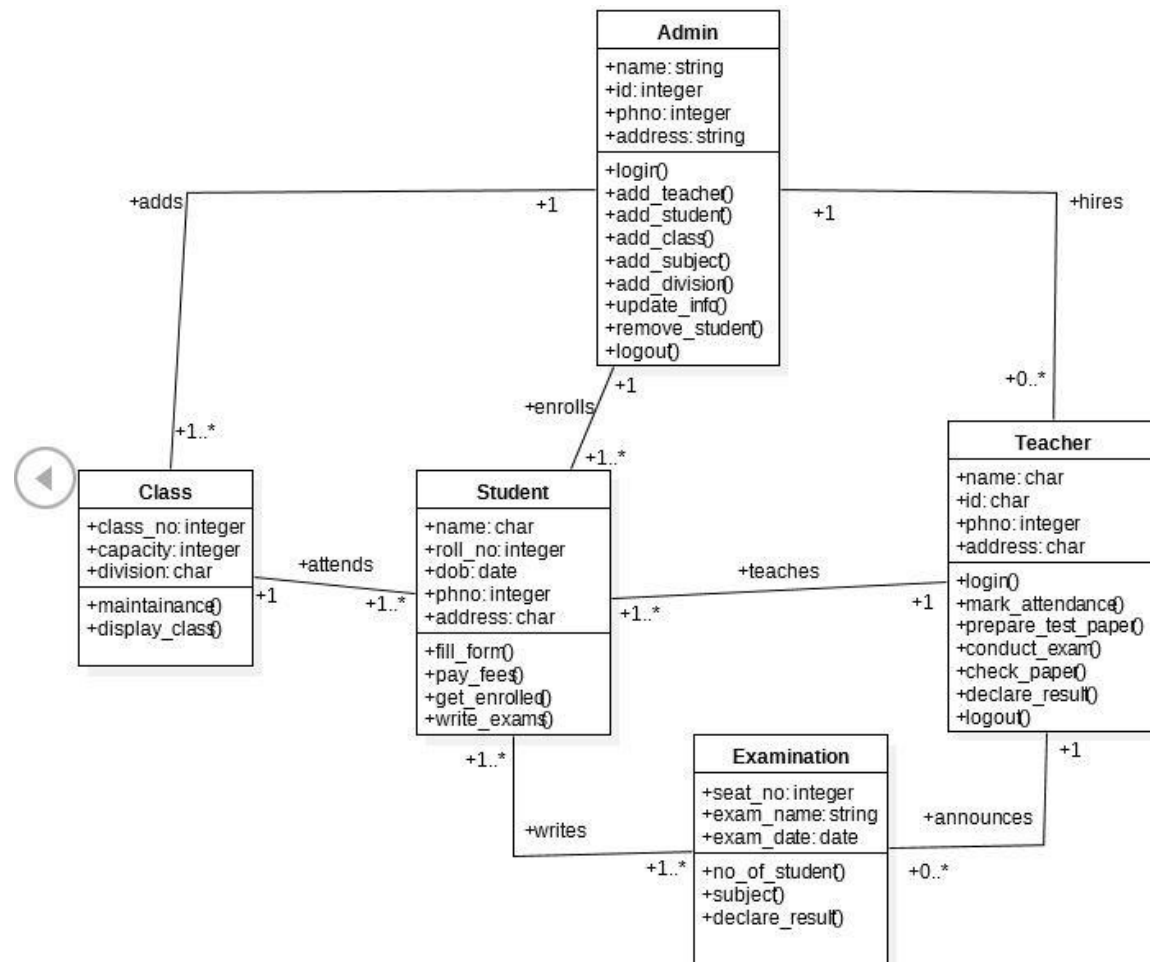 Admin
+name: string
+id: integer
+phno: integer
+address: string
+login()
+add_teacher()
+add_student()
+add_class()
+add_subject()
+add_division()
+update_info()
+remove_student()
+logout()
+adds
+1
+1
+hires
+1
+enrolls
+0..*
+1..*
+1..*
Class
+class_no: integer
+capacity: integer
+division: char
+maintainance()
+display_class()
+attends
+1
+1..*
Student
+name: char
+roll_no: integer
+dob: date
+phno: integer
+address: char
+fill_form()
+pay_fees()
+get_enrolled()
+write_exams()
+teaches
+1..*
+1
Teacher
+name: char
+id: char
+phno: integer
+address: char
+login()
+mark_attendance()
+prepare_test_paper()
+conduct_exam()
+check_paper()
+declare_result()
+logout()
+1..*
+writes
+1..*
Examination
+seat_no: integer
+exam_name: string
+exam_date: date
+no_of_student()
+subject()
+declare_result()
+1
+announces
+0..*